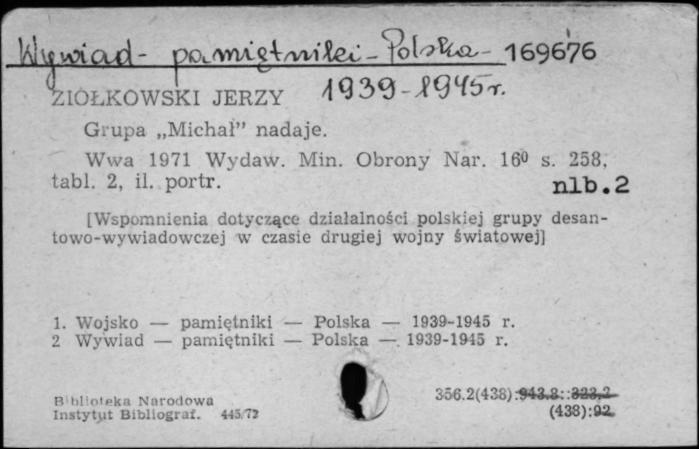 Wywiad - pamiętniki - Polska - 169676
1939-1945 r.
ZIÓŁKOWSKI JERZY
Grupa „Michał” nadaje.
Wwa 1971 Wydaw. Min. Obrony Nar. 16⁰ s. 258,
tabl. 2, il. portr. nlb.2
[Wspomnienia dotyczące działalności polskiej grupy desan-
towo-wywiadowczej w czasie drugiej wojny światowej]
1. Wojsko — pamiętniki — Polska — 1939-1945 r.
2 Wywiad — pamiętniki — Polska — 1939-1945 r.
Biblioteka Narodowa
Instytut Bibliograf. 445/72
356.2(438):943.8::323,2
(438):92